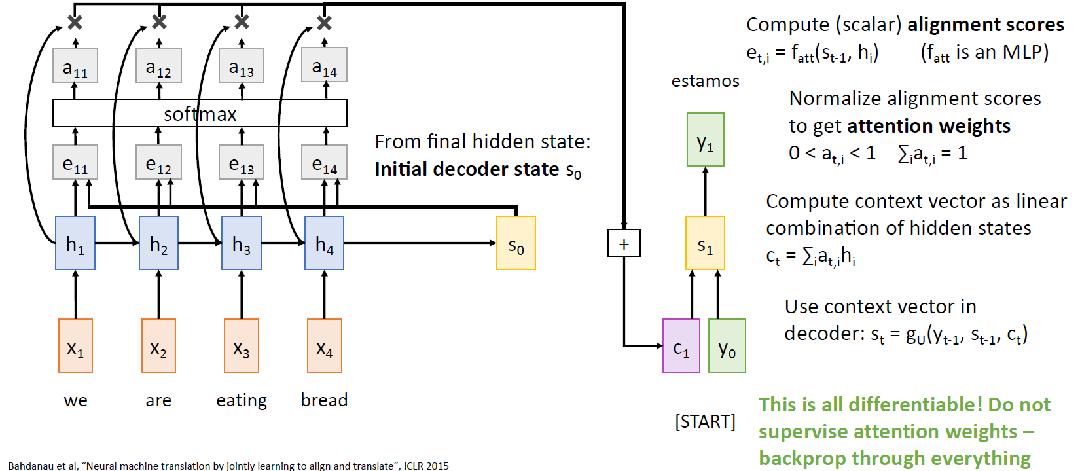 Compute (scalar) alignment scores
e_{t,i} = f_{att}(s_{t-1}, h_i)     (f_{att} is an MLP)
a_{11} a_{12} a_{13} a_{14}
estamos
softmax
Normalize alignment scores
to get attention weights
0 < a_{t,i} < 1   ∑_i a_{t,i} = 1
From final hidden state:
Initial decoder state s_0
y_1
e_{11} e_{12} e_{13} e_{14}
Compute context vector as linear
combination of hidden states
c_t = ∑_i a_{t,i} h_i
h_1 h_2 h_3 h_4 s_0 + s_1
Use context vector in
decoder: s_t = g_U(y_{t-1}, s_{t-1}, c_t)
x_1 x_2 x_3 x_4 c_1 y_0
we are eating bread
[START]
This is all differentiable! Do not
supervise attention weights –
backprop through everything
Bahdanau et al, "Neural machine translation by jointly learning to align and translate", ICLR 2015